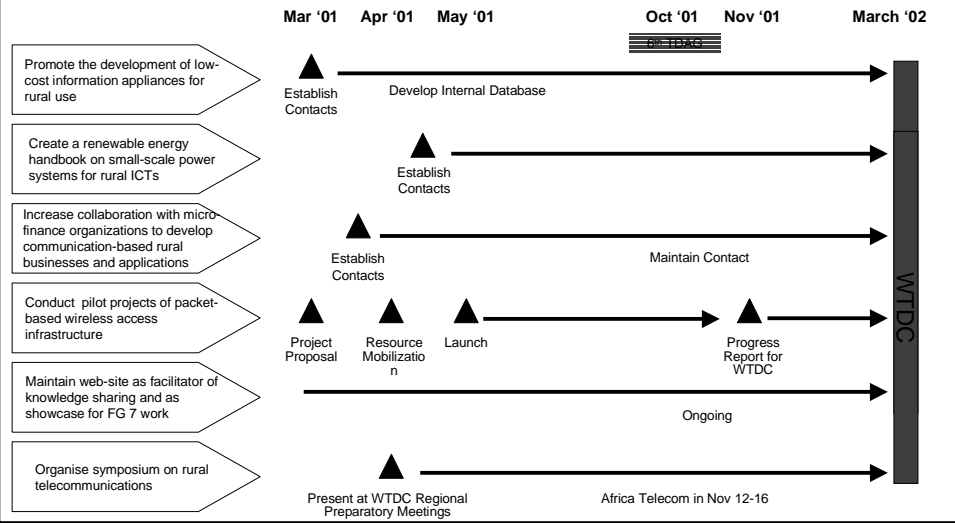 Mar ‘01 Apr ‘01 May ‘01 Oct ‘01 Nov ‘01 March ‘02
6th TDAG
Promote the development of low-
cost information appliances for
rural use
Establish
Contacts
Develop Internal Database
Create a renewable energy
handbook on small-scale power
systems for rural ICTs
Establish
Contacts
Increase collaboration with micro-
finance organizations to develop
communication-based rural
businesses and applications
Establish
Contacts
Maintain Contact
WTDC
Conduct pilot projects of packet-
based wireless access
infrastructure
Project
Proposal
Resource
Mobilizatio
n
Launch
Progress
Report for
WTDC
Maintain web-site as facilitator of
knowledge sharing and as
showcase for FG 7 work
Ongoing
Organise symposium on rural
telecommunications
Present at WTDC Regional
Preparatory Meetings
Africa Telecom in Nov 12-16